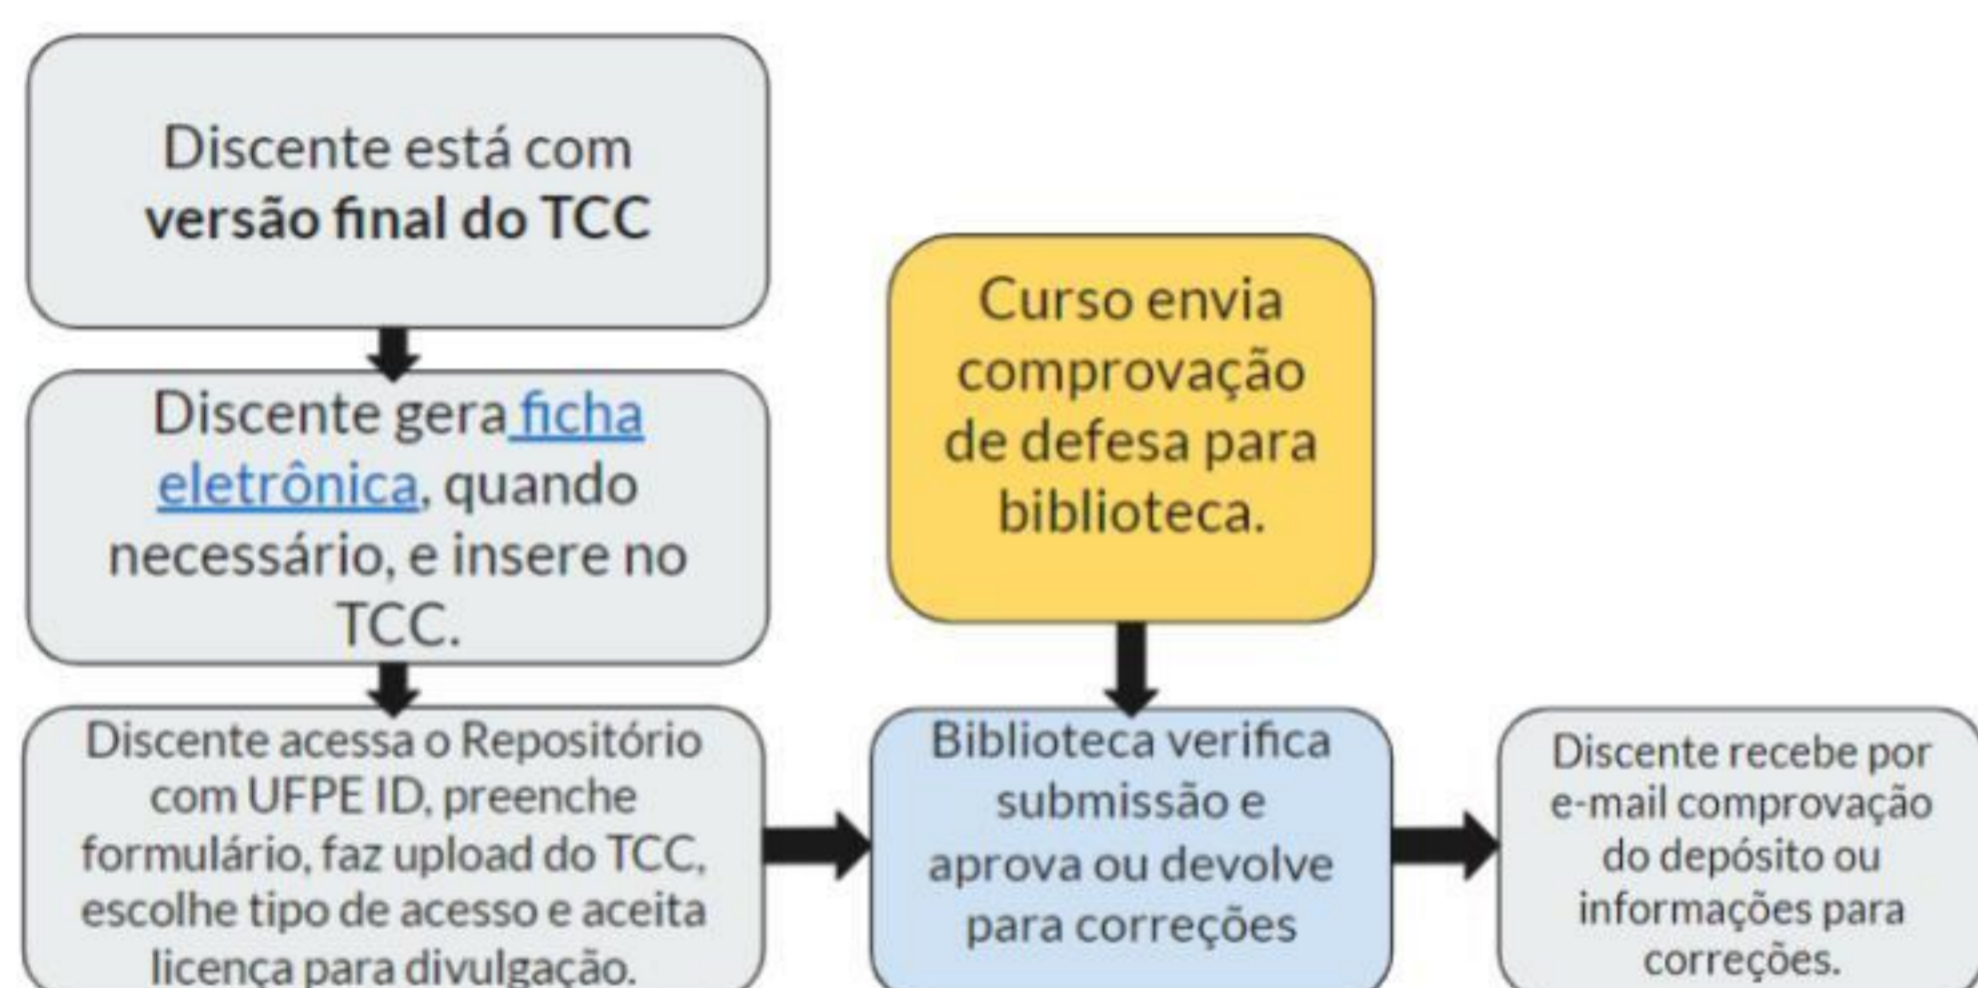 Discente está com
versão final do TCC
Discente gera ficha
eletrônica, quando
necessário, e insere no
TCC.
Discente acessa o Repositório
com UFPE ID, preenche
formulário, faz upload do TCC,
escolhe tipo de acesso e aceita
licença para divulgação.
Curso envia
comprovação
de defesa para
biblioteca.
Biblioteca verifica
submissão e
aprova ou devolve
para correções
Discente recebe por
e-mail comprovação
do depósito ou
informações para
correções.